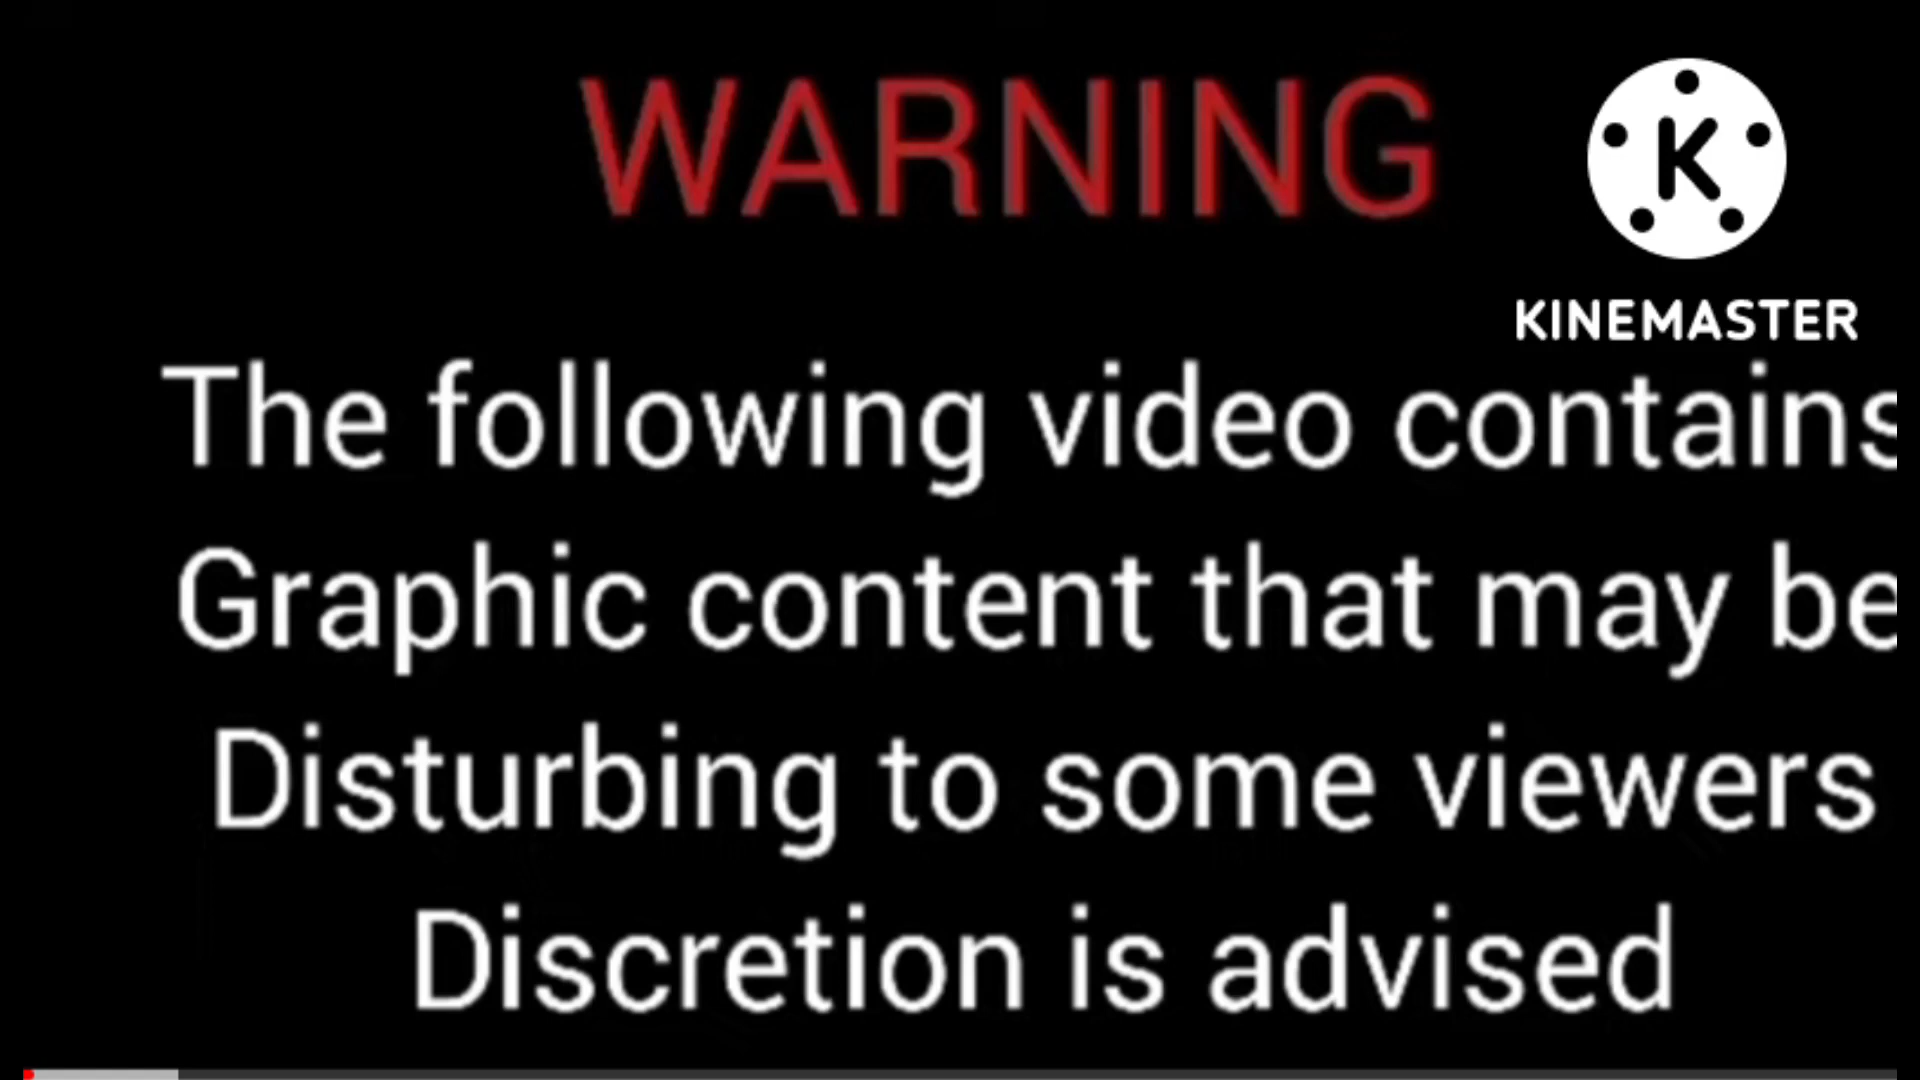 WARNING
K
KINEMASTER
The following video contains
Graphic content that may be
Disturbing to some viewers
Discretion is advised